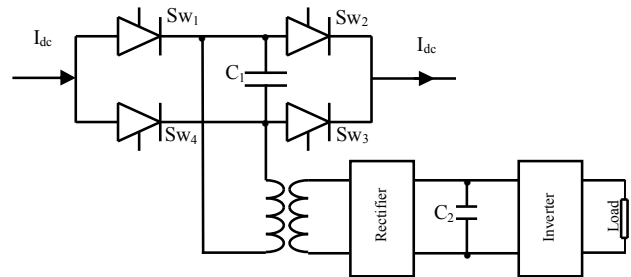 Sw1 Sw2
Idc Idc
C1
Sw4 Sw3
Rectifier
C2
Inverter
Load